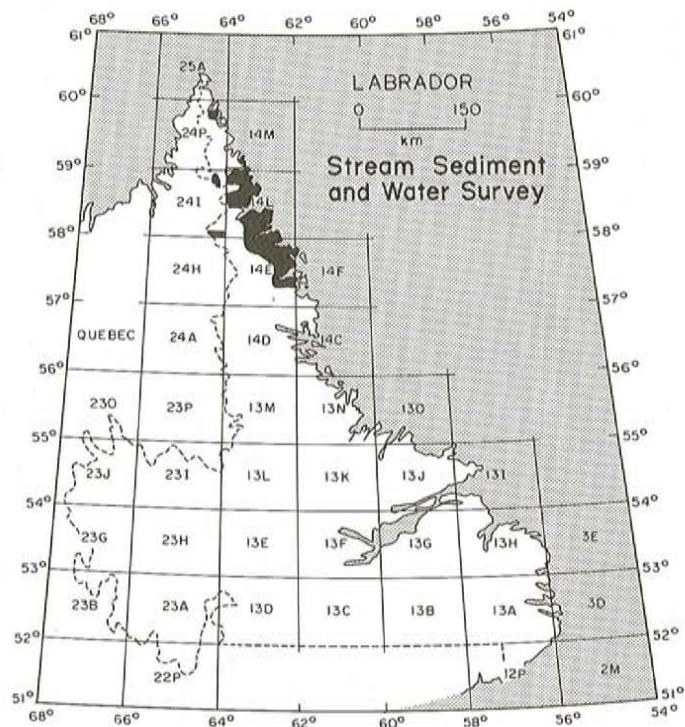 68° 66° 64° 62° 60° 58° 56° 54°
61° 61°
25A
LABRADOR
60° 60°
0 150
km
24P 14M
59° 59°
Stream Sediment
and Water Survey
24I 14L
58° 58°
24H 14E 14F
57° 57°
QUEBEC 24A 14D 14C
56° 56°
23O 23P 13M 13N 13O
55° 55°
23J 23I 13L 13K 13J 13I
54° 54°
23G 23H 13E 13F 13G 13H 3E
53° 53°
23B 23A 13D 13C 13B 13A 3D
52° 52°
22P 12P 2M
51° 51°
68° 66° 64° 62° 60° 58° 56° 54°